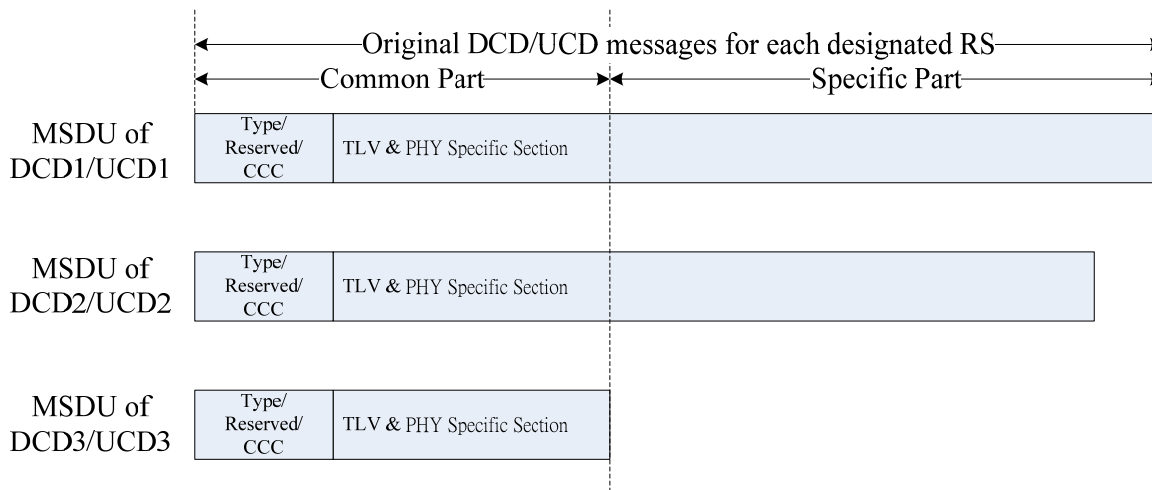 Original DCD/UCD messages for each designated RS
Common Part
Specific Part
MSDU of
DCD1/UCD1
Type/
Reserved/
CCC
TLV & PHY Specific Section
MSDU of
DCD2/UCD2
Type/
Reserved/
CCC
TLV & PHY Specific Section
MSDU of
DCD3/UCD3
Type/
Reserved/
CCC
TLV & PHY Specific Section